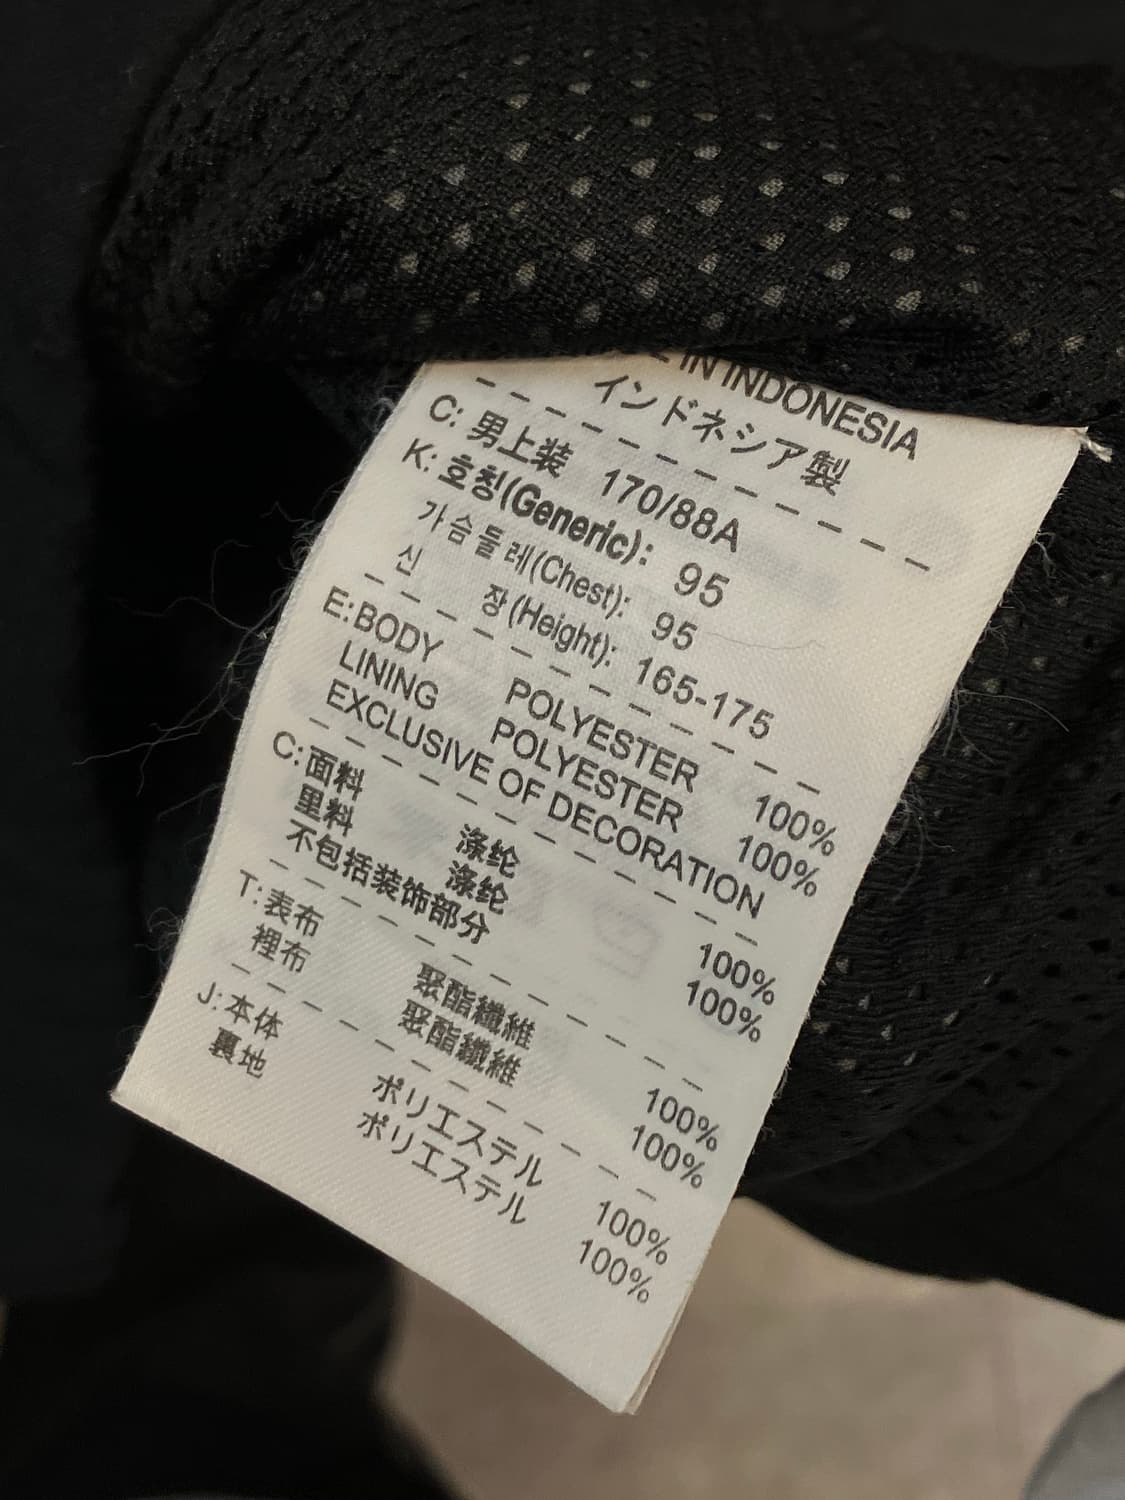 IN INDONESIA
インドネシア製
C: 男上装 170/88A
K: 호칭(Generic): 95
가슴둘레(Chest): 95
신 장(Height): 165-175
E: BODY POLYESTER 100%
LINING POLYESTER 100%
EXCLUSIVE OF DECORATION
C: 面料 涤纶 100%
里料 涤纶 100%
不包括装饰部分
T: 表布 聚酯纖維 100%
裡布 聚酯纖維 100%
J: 本体 ポリエステル 100%
裏地 ポリエステル 100%